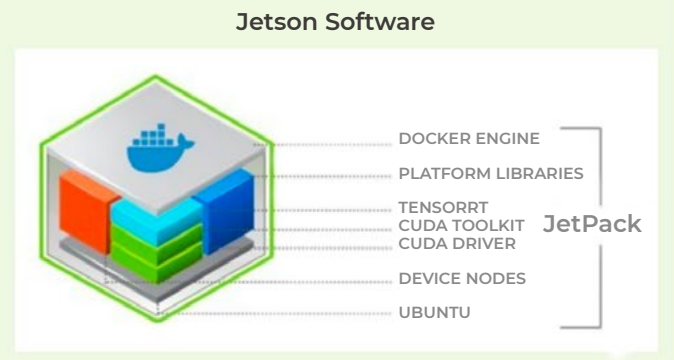 Jetson Software
DOCKER ENGINE
PLATFORM LIBRARIES
TENSORRT
CUDA TOOLKIT
CUDA DRIVER
JetPack
DEVICE NODES
UBUNTU